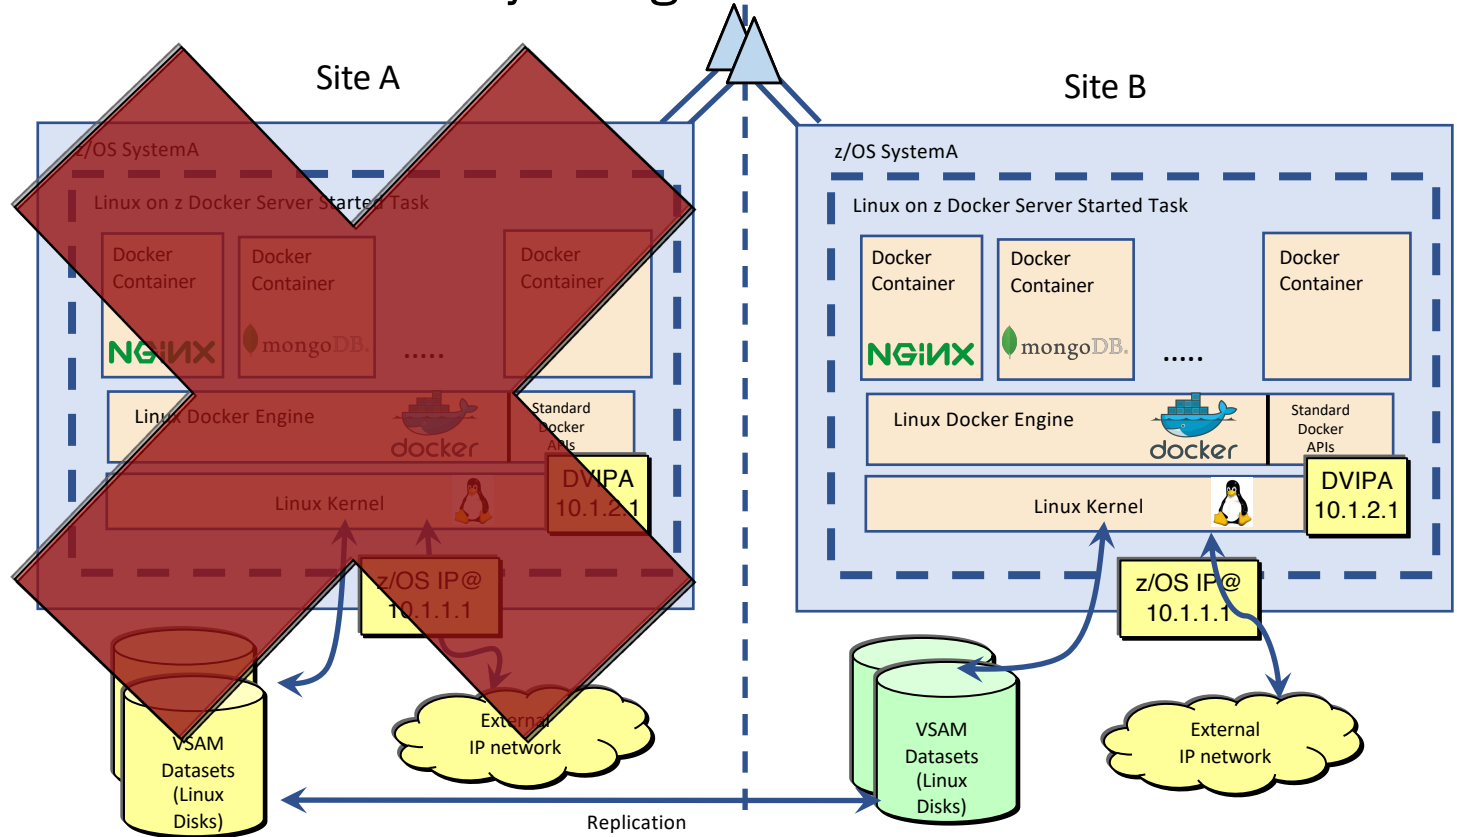 Site A
z/OS SystemA
Linux on z Docker Server Started Task
Docker
Container
NGiNX
Docker
Container
mongoDB.
.....
Docker
Container
Linux Docker Engine
docker
Standard
Docker
APIs
Linux Kernel
DVIPA
10.1.2.1
z/OS IP@
10.1.1.1
VSAM
Datasets
(Linux
Disks)
External
IP network
Replication
Site B
z/OS SystemA
Linux on z Docker Server Started Task
Docker
Container
NGiNX
Docker
Container
mongoDB.
.....
Docker
Container
Linux Docker Engine
docker
Standard
Docker
APIs
Linux Kernel
DVIPA
10.1.2.1
z/OS IP@
10.1.1.1
VSAM
Datasets
(Linux
Disks)
External
IP network